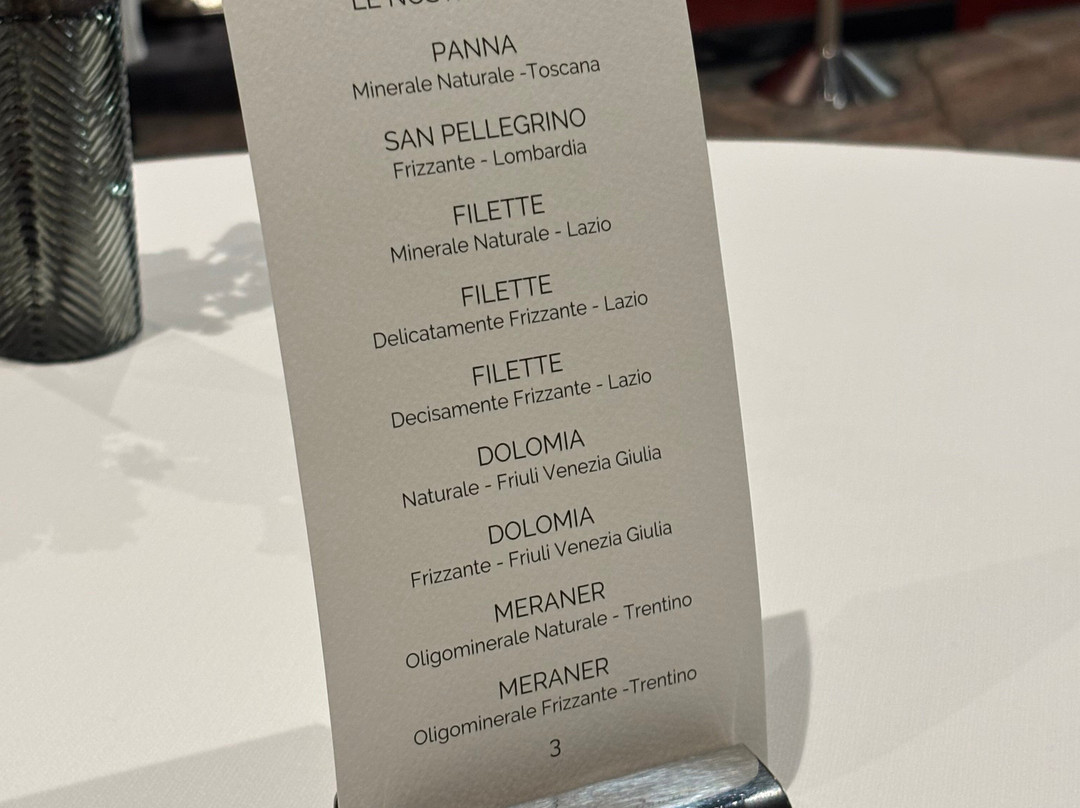 PANNA
Minerale Naturale -Toscana
SAN PELLEGRINO
Frizzante - Lombardia
FILETTE
Minerale Naturale - Lazio
FILETTE
Delicatamente Frizzante - Lazio
FILETTE
Decisamente Frizzante - Lazio
DOLOMIA
Naturale - Friuli Venezia Giulia
DOLOMIA
Frizzante - Friuli Venezia Giulia
MERANER
Oligominerale Naturale - Trentino
MERANER
Oligominerale Frizzante -Trentino
3